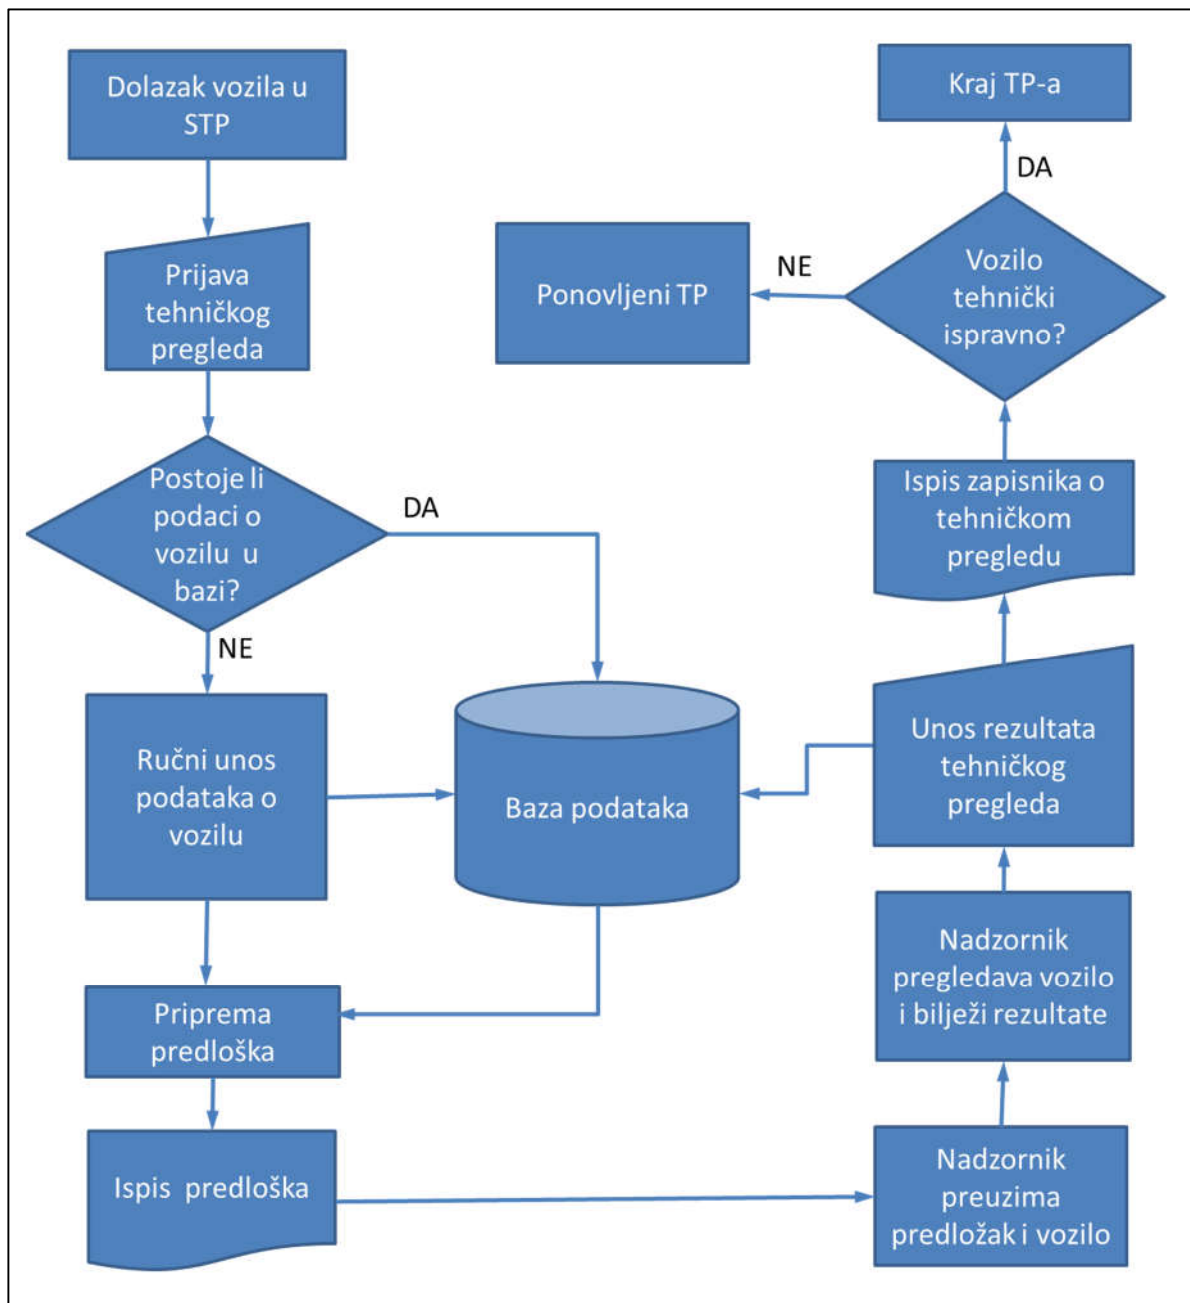 Dolazak vozila u
STP
Prijava
tehničkog
pregleda
Postoje li
podaci o
vozilu u
bazi?
DA
NE
Ručni unos
podataka o
vozilu
Baza podataka
Priprema
predloška
Ispis predloška
Nadzornik
preuzima
predložak i vozilo
Nadzornik
pregledava vozilo
i bilježi rezultate
Unos rezultata
tehničkog
pregleda
Ispis zapisnika o
tehničkom
pregledu
Vozilo
tehnički
ispravno?
NE
Ponovljeni TP
DA
Kraj TP-a